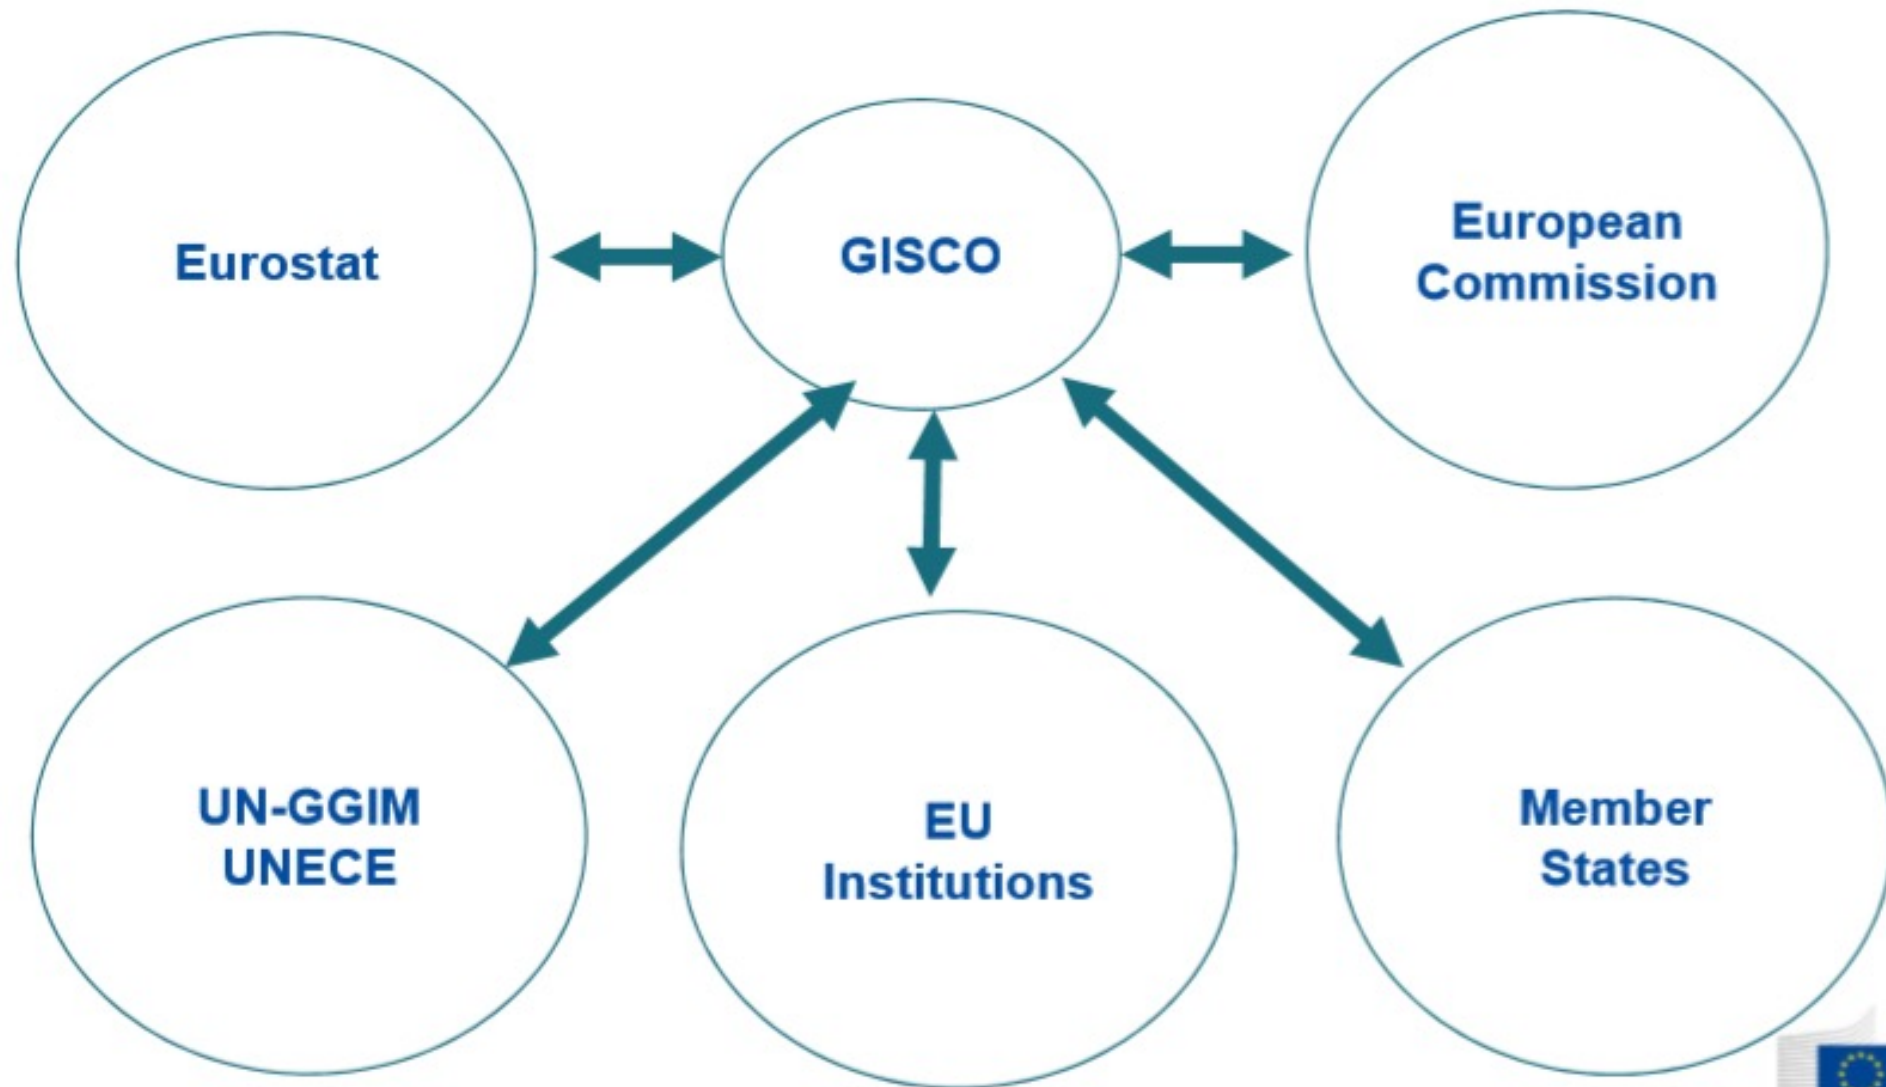 Eurostat
GISCO
European
Commission
UN-GGIM
UNECE
EU
Institutions
Member
States